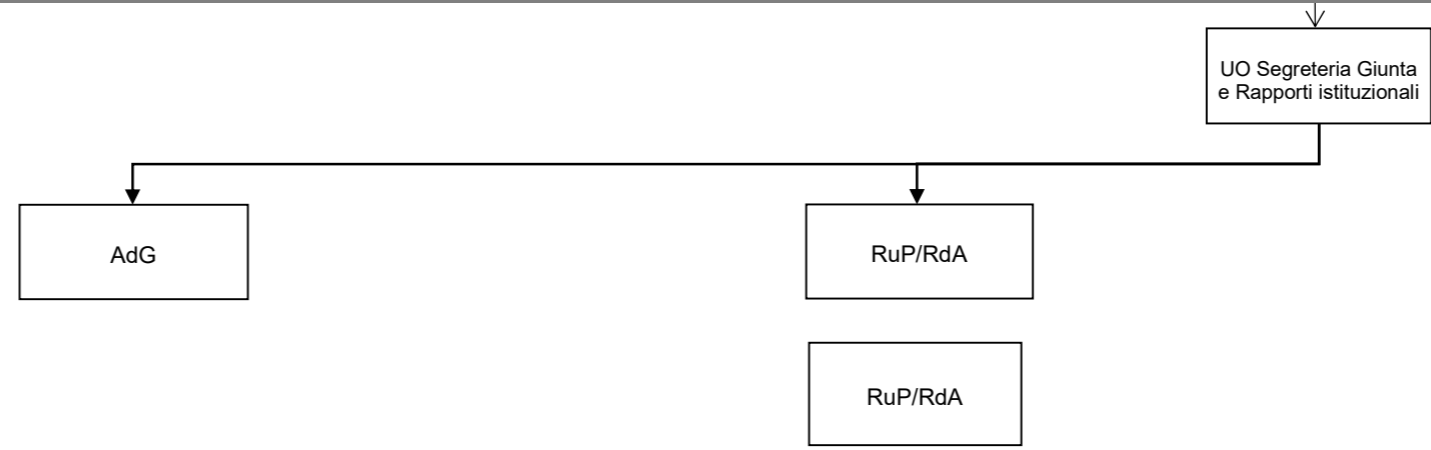 UO Segreteria Giunta
e Rapporti istituzionali
AdG
RuP/RdA
RuP/RdA